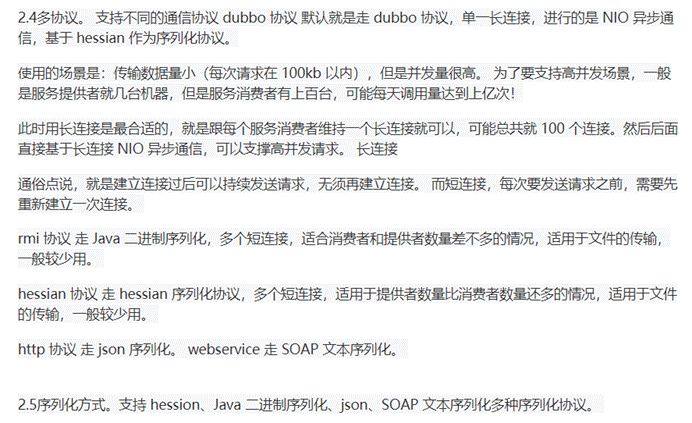 2.4多协议。 支持不同的通信协议 dubbo 协议 默认就是走 dubbo 协议，单一长连接，进行的是 NIO 异步通
信，基于 hessian 作为序列化协议。
使用的场景是：传输数据量小（每次请求在 100kb 以内），但是并发量很高。 为了要支持高并发场景，一般
是服务提供者就几台机器，但是服务消费者有上百台，可能每天调用量达到上亿次！
此时用长连接是最合适的，就是跟每个服务消费者维持一个长连接就可以，可能总共就 100 个连接。然后后面
直接基于长连接 NIO 异步通信，可以支撑高并发请求。 长连接
通俗点说，就是建立连接过后可以持续发送请求，无须再建立连接。 而短连接，每次要发送请求之前，需要先
重新建立一次连接。
rmi 协议 走 Java 二进制序列化，多个短连接，适合消费者和提供者数量差不多的情况，适用于文件的传输，
一般较少用。
hessian 协议 走 hessian 序列化协议，多个短连接，适用于提供者数量比消费者数量还多的情况，适用于文件
的传输，一般较少用。
http 协议 走 json 序列化。 webservice 走 SOAP 文本序列化。
2.5序列化方式。支持 hession、Java 二进制序列化、json、SOAP 文本序列化多种序列化协议。